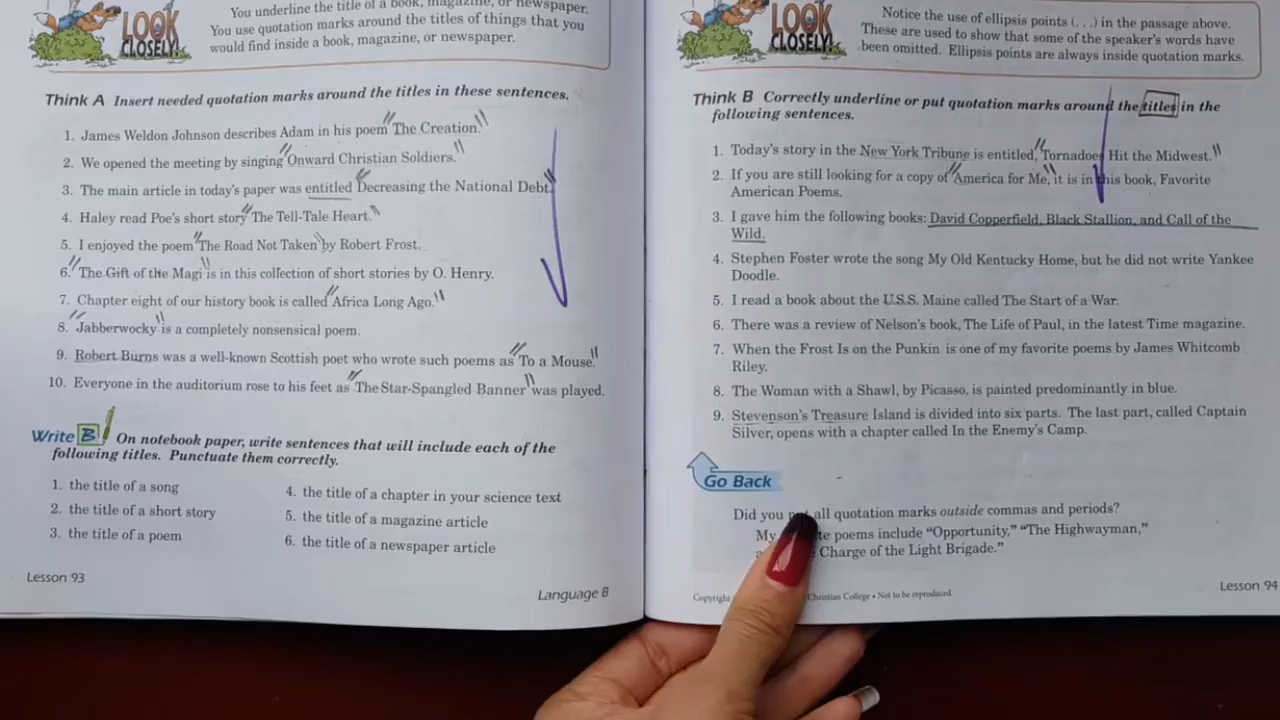 LOOK
CLOSELY!
You underline the title of a book, magazine, or newspaper.
You use quotation marks around the titles of things that you
would find inside a book, magazine, or newspaper.
Think A Insert needed quotation marks around the titles in these sentences.
1. James Weldon Johnson describes Adam in his poem "The Creation."
2. We opened the meeting by singing "Onward Christian Soldiers."
3. The main article in today's paper was entitled "Decreasing the National Debt."
4. Haley read Poe's short story "The Tell-Tale Heart."
5. I enjoyed the poem "The Road Not Taken" by Robert Frost.
6. "The Gift of the Magi" is in this collection of short stories by O. Henry.
7. Chapter eight of our history book is called "Africa Long Ago."
8. "Jabberwocky" is a completely nonsensical poem.
9. Robert Burns was a well-known Scottish poet who wrote such poems as "To a Mouse."
10. Everyone in the auditorium rose to his feet as "The Star-Spangled Banner" was played.
Write B On notebook paper, write sentences that will include each of the
following titles. Punctuate them correctly.
1. the title of a song
2. the title of a short story
3. the title of a poem
4. the title of a chapter in your science text
5. the title of a magazine article
6. the title of a newspaper article
Lesson 93
Language B
LOOK
CLOSELY!
Notice the use of ellipsis points (. . .) in the passage above.
These are used to show that some of the speaker's words have
been omitted. Ellipsis points are always inside quotation marks.
Think B Correctly underline or put quotation marks around the titles in the
following sentences.
1. Today's story in the New York Tribune is entitled, "Tornadoes Hit the Midwest."
2. If you are still looking for a copy of "America for Me," it is in this book, Favorite
American Poems.
3. I gave him the following books: David Copperfield, Black Stallion, and Call of the
Wild.
4. Stephen Foster wrote the song My Old Kentucky Home, but he did not write Yankee
Doodle.
5. I read a book about the U.S.S. Maine called The Start of a War.
6. There was a review of Nelson's book, The Life of Paul, in the latest Time magazine.
7. When the Frost Is on the Punkin is one of my favorite poems by James Whitcomb
Riley.
8. The Woman with a Shawl, by Picasso, is painted predominantly in blue.
9. Stevenson's Treasure Island is divided into six parts. The last part, called Captain
Silver, opens with a chapter called In the Enemy's Camp.
Go Back
Did you all quotation marks outside commas and periods?
My poems include “Opportunity,” “The Highwayman,”
Charge of the Light Brigade.”
Christian College • Not to be reproduced
Lesson 94